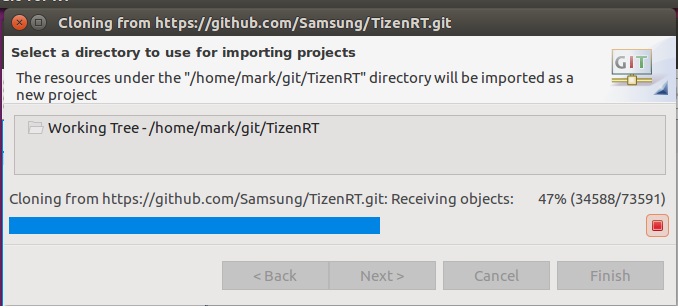 Cloning from https://github.com/Samsung/TizenRT.git
Select a directory to use for importing projects
The resources under the "/home/mark/git/TizenRT" directory will be imported as a
new project
GIT
Working Tree - /home/mark/git/TizenRT
Cloning from https://github.com/Samsung/TizenRT.git: Receiving objects: 47% (34588/73591)
< Back Next > Cancel Finish